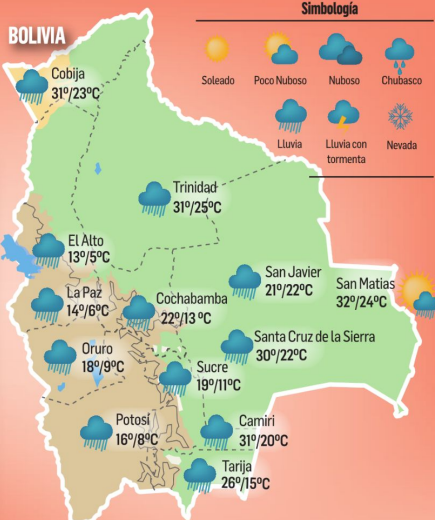 Simbología
BOLIVIA
Soleado
Poco Nuboso
Nuboso
Chubasco
Lluvia
Lluvia con
tormenta
Nevada
Cobija
31º/23ºC
Trinidad
31º/25ºC
El Alto
13º/5ºC
La Paz
14º/6ºC
Cochabamba
22º/13 ºC
San Javier
21º/22ºC
San Matias
32º/24ºC
Oruro
18º/9ºC
Santa Cruz de la Sierra
30º/22ºC
Sucre
19º/11ºC
Potosí
16º/8ºC
Camiri
31º/20ºC
Tarija
26º/15ºC